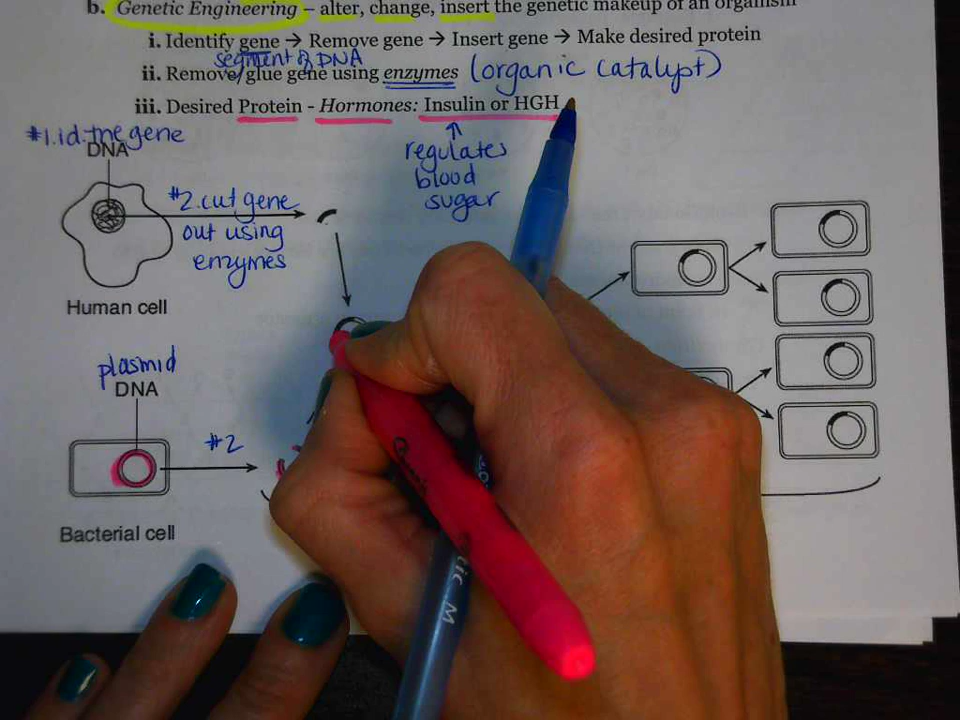 b. Genetic Engineering – alter, change, insert the genetic makeup of an organism
i. Identify gene → Remove gene → Insert gene → Make desired protein
segment of DNA
ii. Remove/glue gene using enzymes (organic catalyst)
iii. Desired Protein - Hormones: Insulin or HGH
#1. id. the gene
DNA
regulates
blood
sugar
#2. cut gene
out using
enzymes
Human cell
plasmid
DNA
#2
Bacterial cell